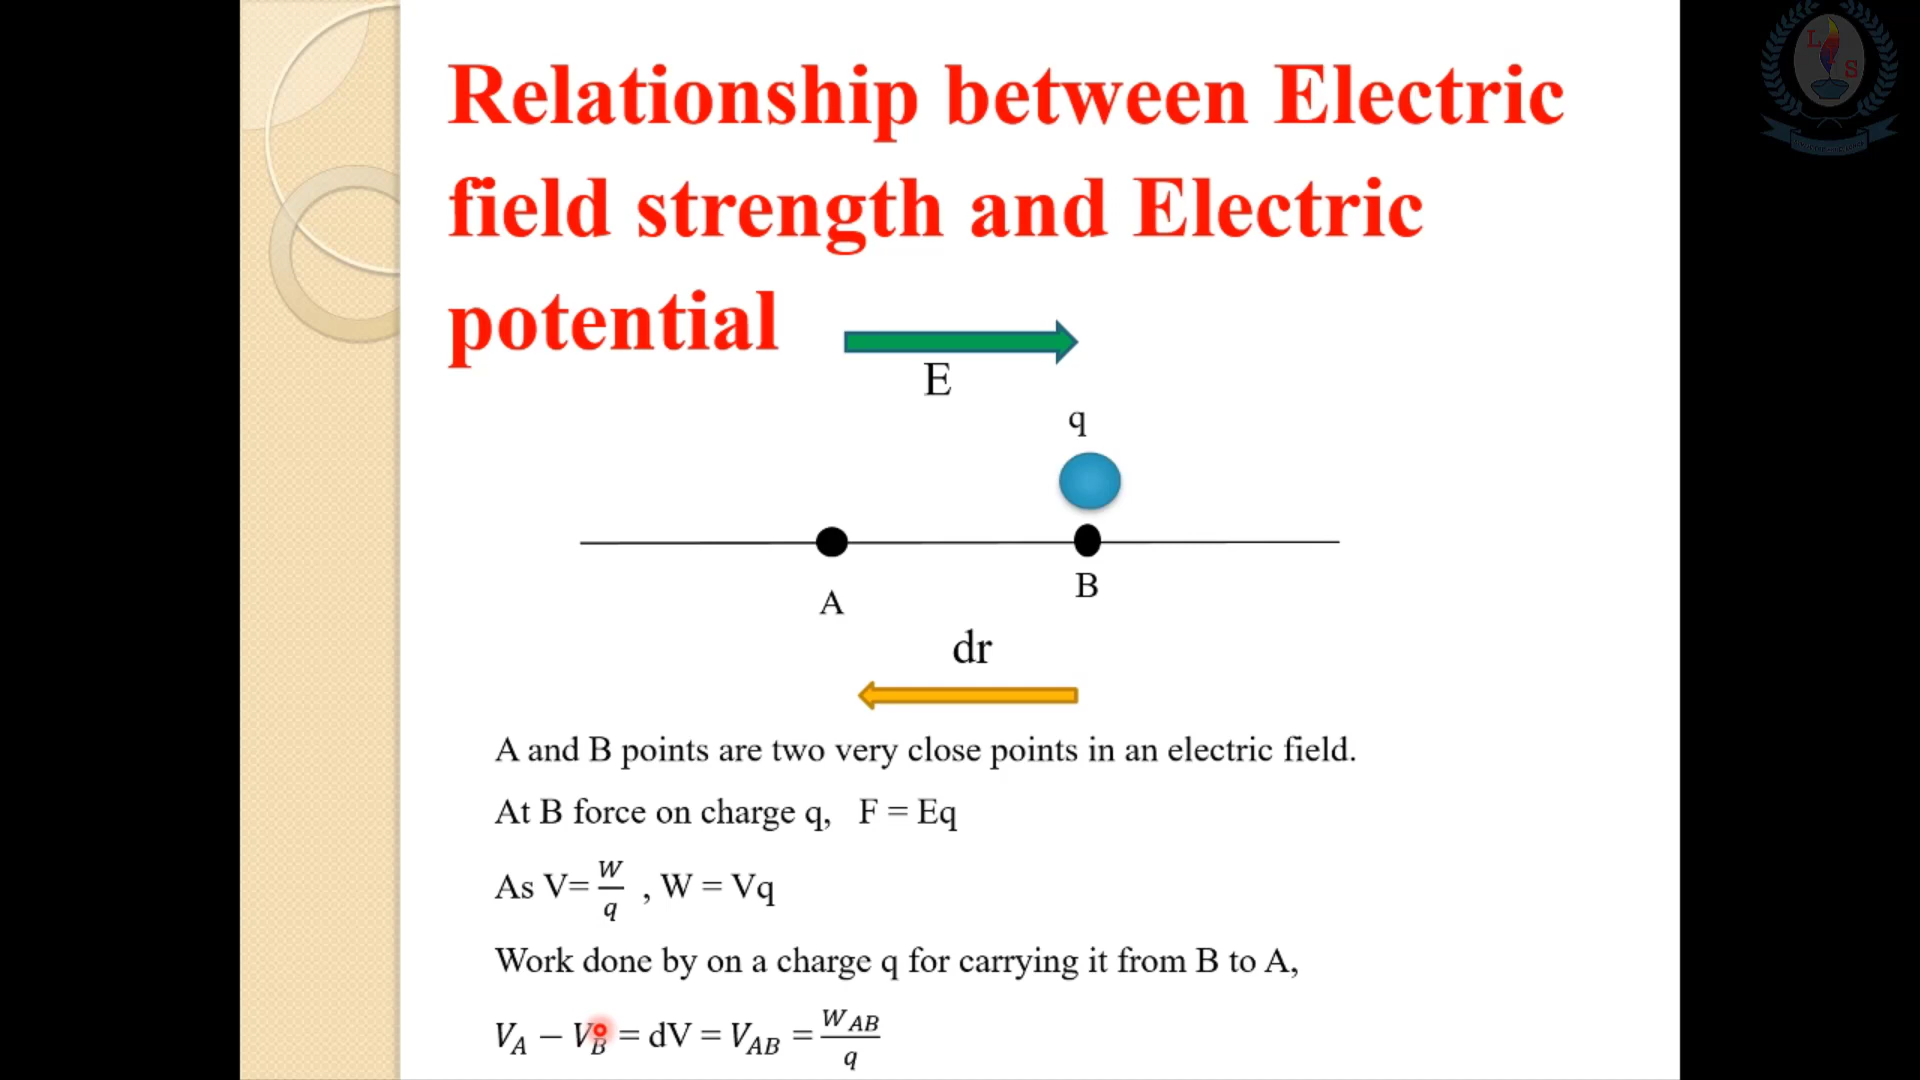 L
S
Relationship between Electric
field strength and Electric
potential
E
q
A
B
dr
A and B points are two very close points in an electric field.
At B force on charge q, F = Eq
As V= W/q , W = Vq
Work done by on a charge q for carrying it from B to A,
V_A − V_B = dV = V_AB = W_AB/q